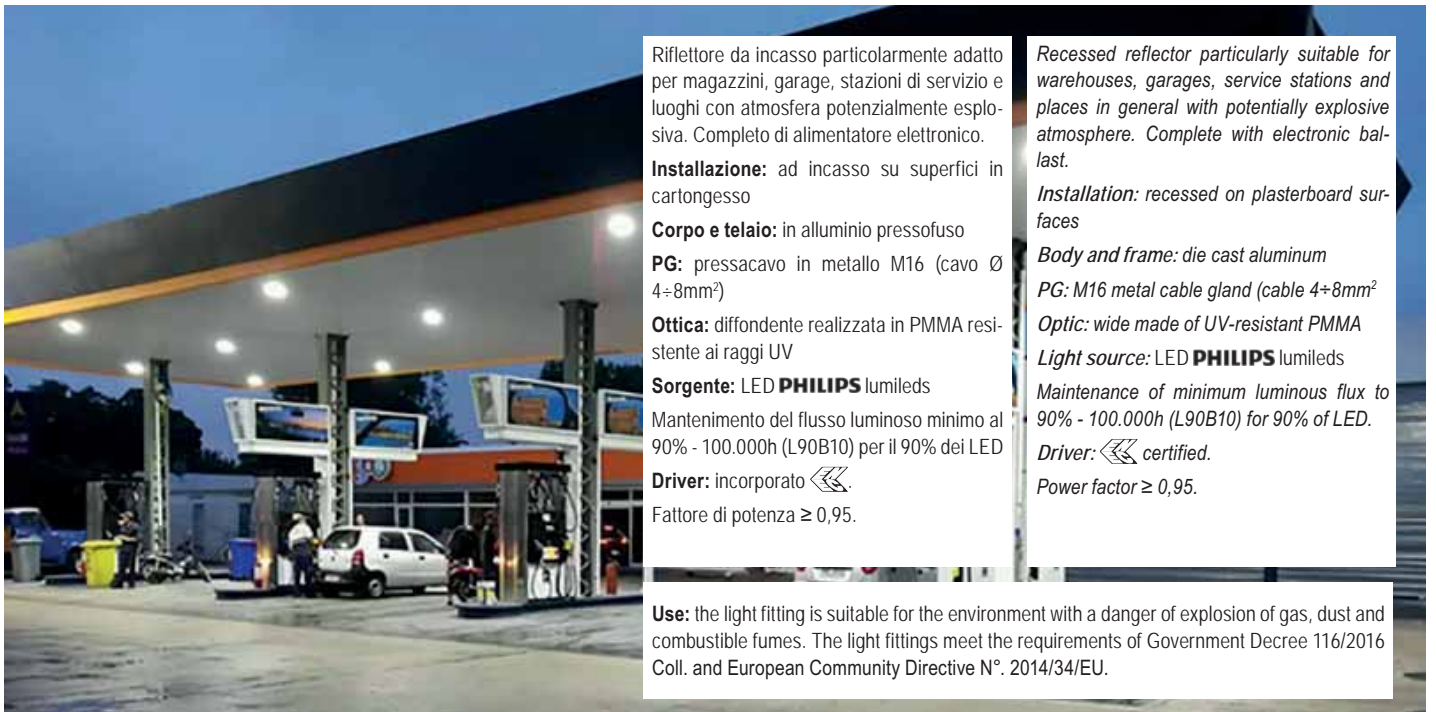 Riflettore da incasso particolarmente adatto
per magazzini, garage, stazioni di servizio e
luoghi con atmosfera potenzialmente esplo-
siva. Completo di alimentatore elettronico.
Installazione: ad incasso su superfici in
cartongesso
Corpo e telaio: in alluminio pressofuso
PG: pressacavo in metallo M16 (cavo Ø
4÷8mm²)
Ottica: diffondente realizzata in PMMA resi-
stente ai raggi UV
Sorgente: LED PHILIPS lumileds
Mantenimento del flusso luminoso minimo al
90% - 100.000h (L90B10) per il 90% dei LED
Driver: incorporato .
Fattore di potenza ≥ 0,95.
Recessed reflector particularly suitable for
warehouses, garages, service stations and
places in general with potentially explosive
atmosphere. Complete with electronic bal-
last.
Installation: recessed on plasterboard sur-
faces
Body and frame: die cast aluminum
PG: M16 metal cable gland (cable 4÷8mm²
Optic: wide made of UV-resistant PMMA
Light source: LED PHILIPS lumileds
Maintenance of minimum luminous flux to
90% - 100.000h (L90B10) for 90% of LED.
Driver: certified.
Power factor ≥ 0,95.
Use: the light fitting is suitable for the environment with a danger of explosion of gas, dust and
combustible fumes. The light fittings meet the requirements of Government Decree 116/2016
Coll. and European Community Directive N°. 2014/34/EU.